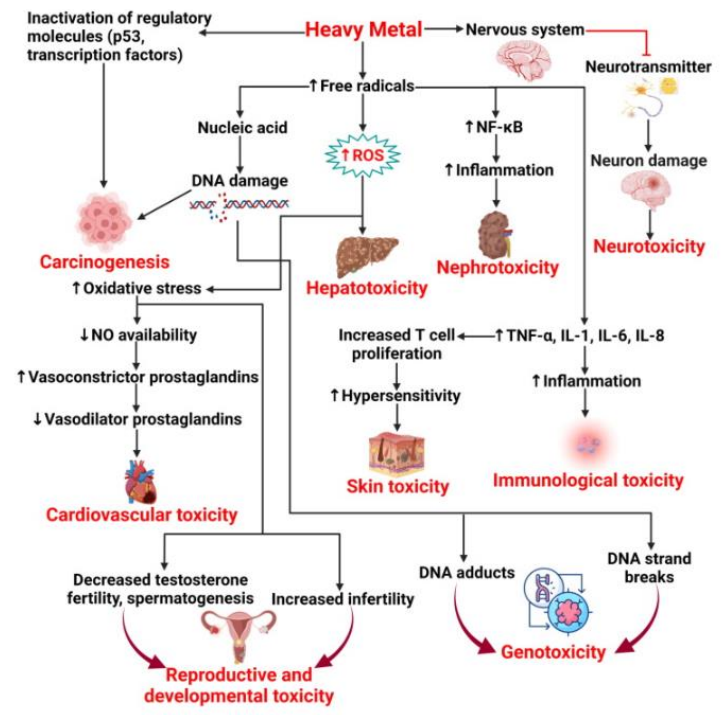 Inactivation of regulatory
molecules (p53,
transcription factors)
Heavy Metal
Nervous system
Neurotransmitter
↑Free radicals
Nucleic acid
↑NF-κB
↑ROS
DNA damage
↑Inflammation
Neuron damage
Carcinogenesis
Hepatotoxicity
Nephrotoxicity
Neurotoxicity
↑Oxidative stress
↓NO availability
Increased T cell
proliferation
↑TNF-α, IL-1, IL-6, IL-8
↑Vasoconstrictor prostaglandins
↑Hypersensitivity
↑Inflammation
↓Vasodilator prostaglandins
Skin toxicity
Immunological toxicity
Cardiovascular toxicity
Decreased testosterone
fertility, spermatogenesis
Increased infertility
DNA adducts
DNA strand
breaks
Reproductive and
developmental toxicity
Genotoxicity